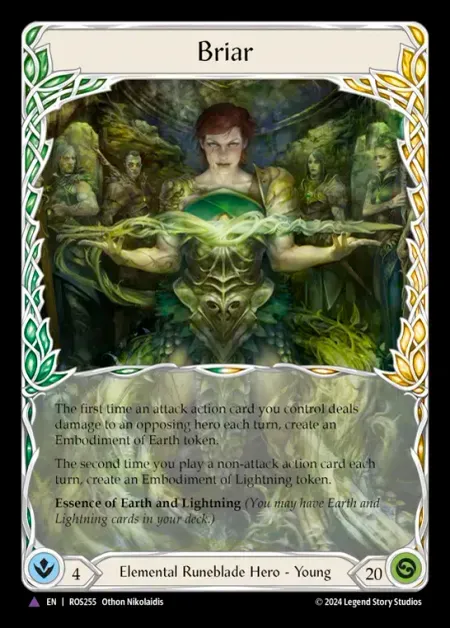 Briar
The first time an attack action card you control deals
damage to an opposing hero each turn, create an
Embodiment of Earth token.
The second time you play a non-attack action card each
turn, create an Embodiment of Lightning token.
Essence of Earth and Lightning (You may have Earth and
Lightning cards in your deck.)
4 Elemental Runeblade Hero - Young 20
EN | ROS255 Othon Nikolaidis © 2024 Legend Story Studios